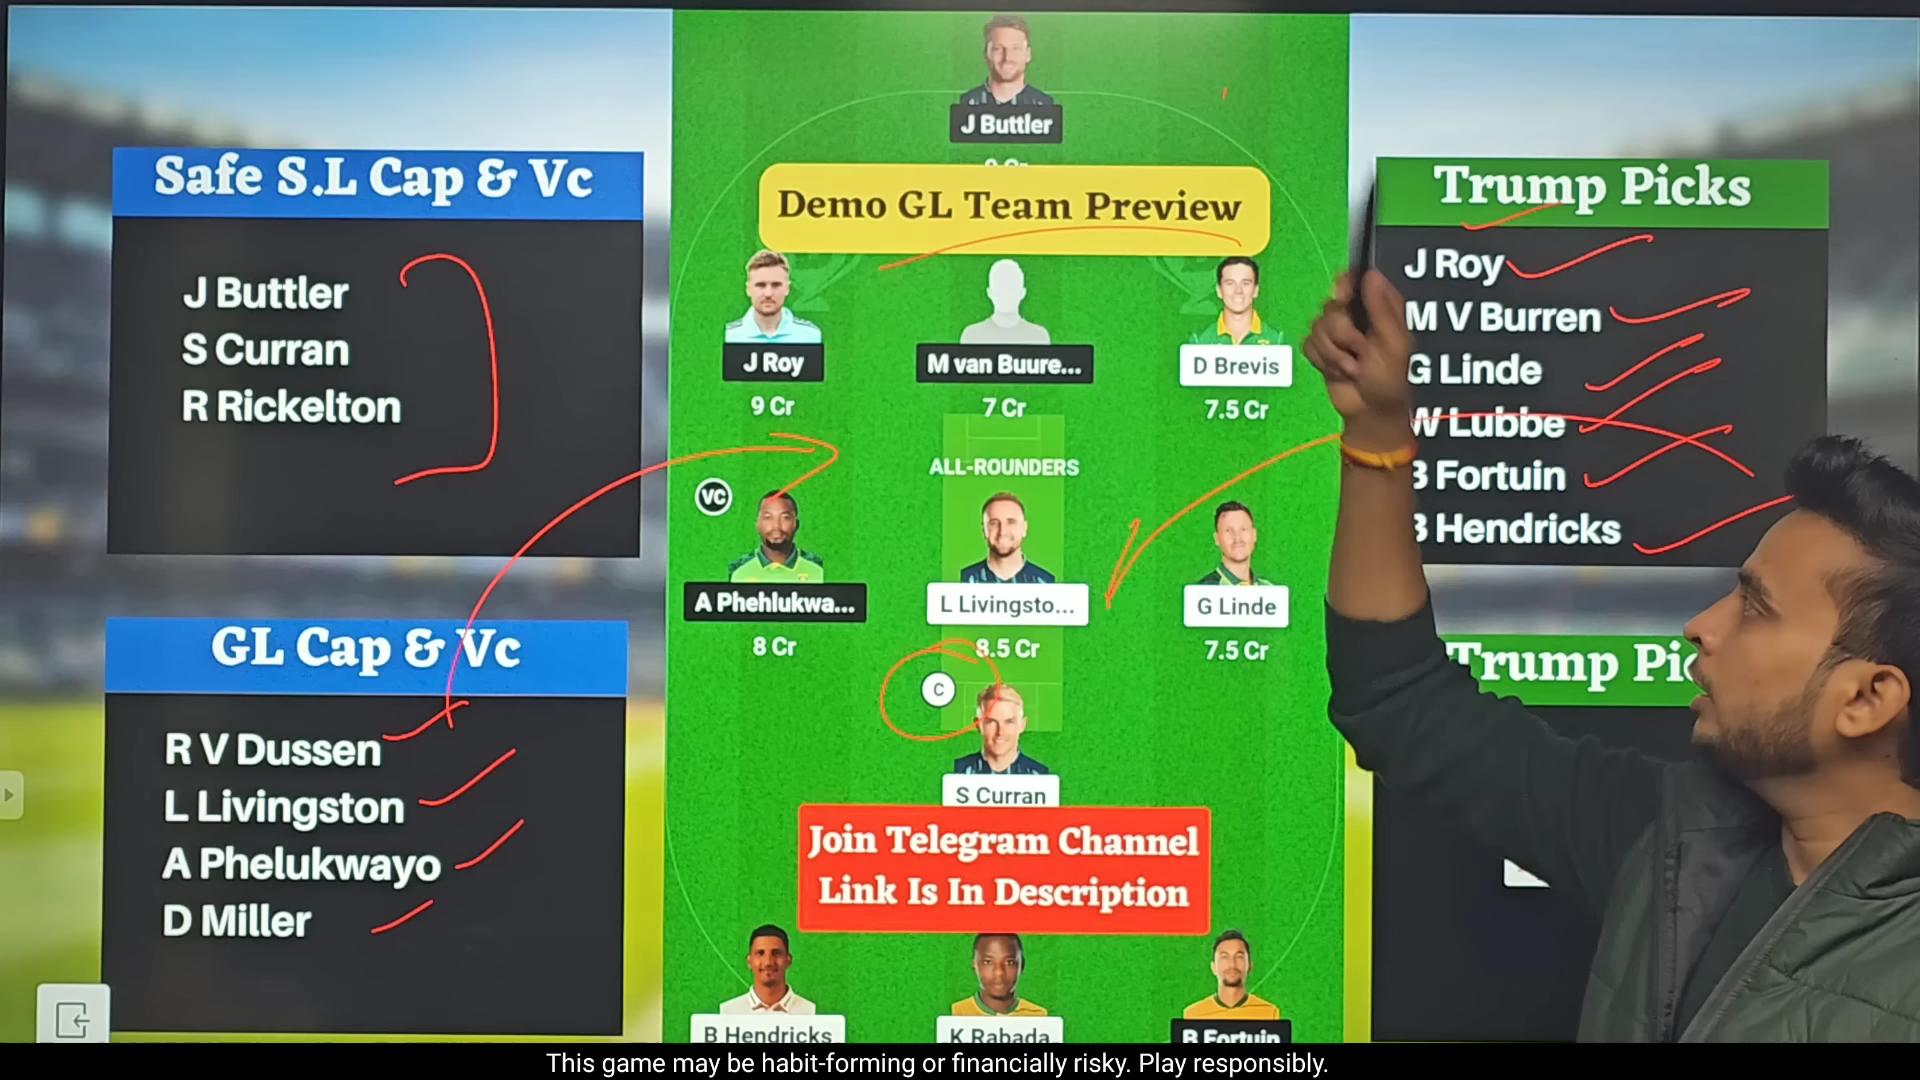 Safe S.L Cap & Vc
J Buttler
S Curran
R Rickelton
GL Cap & Vc
R V Dussen
L Livingston
A Phelukwayo
D Miller
J Buttler
Demo GL Team Preview
J Roy
M van Buure...
D Brevis
9 Cr
7 Cr
7.5 Cr
ALL-ROUNDERS
VC
A Phehlukwa...
L Livingsto...
G Linde
8 Cr
8.5 Cr
7.5 Cr
C
S Curran
Join Telegram Channel
Link Is In Description
B Hendricks
K Rabada
B Fortuin
Trump Picks
J Roy
M V Burren
G Linde
W Lubbe
B Fortuin
B Hendricks
Trump Pic
This game may be habit-forming or financially risky. Play responsibly.